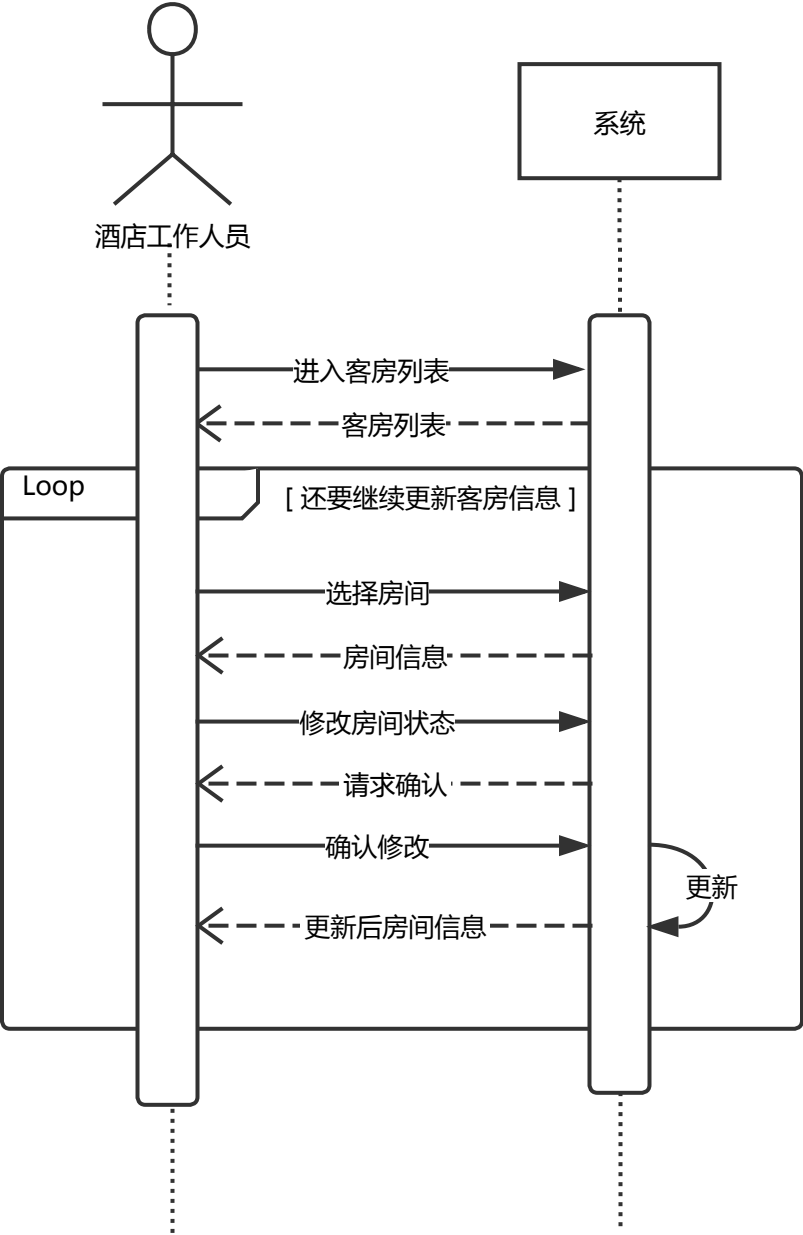 系统
酒店工作人员
进入客房列表
客房列表
Loop
[ 还要继续更新客房信息 ]
选择房间
房间信息
修改房间状态
请求确认
确认修改
更新
更新后房间信息